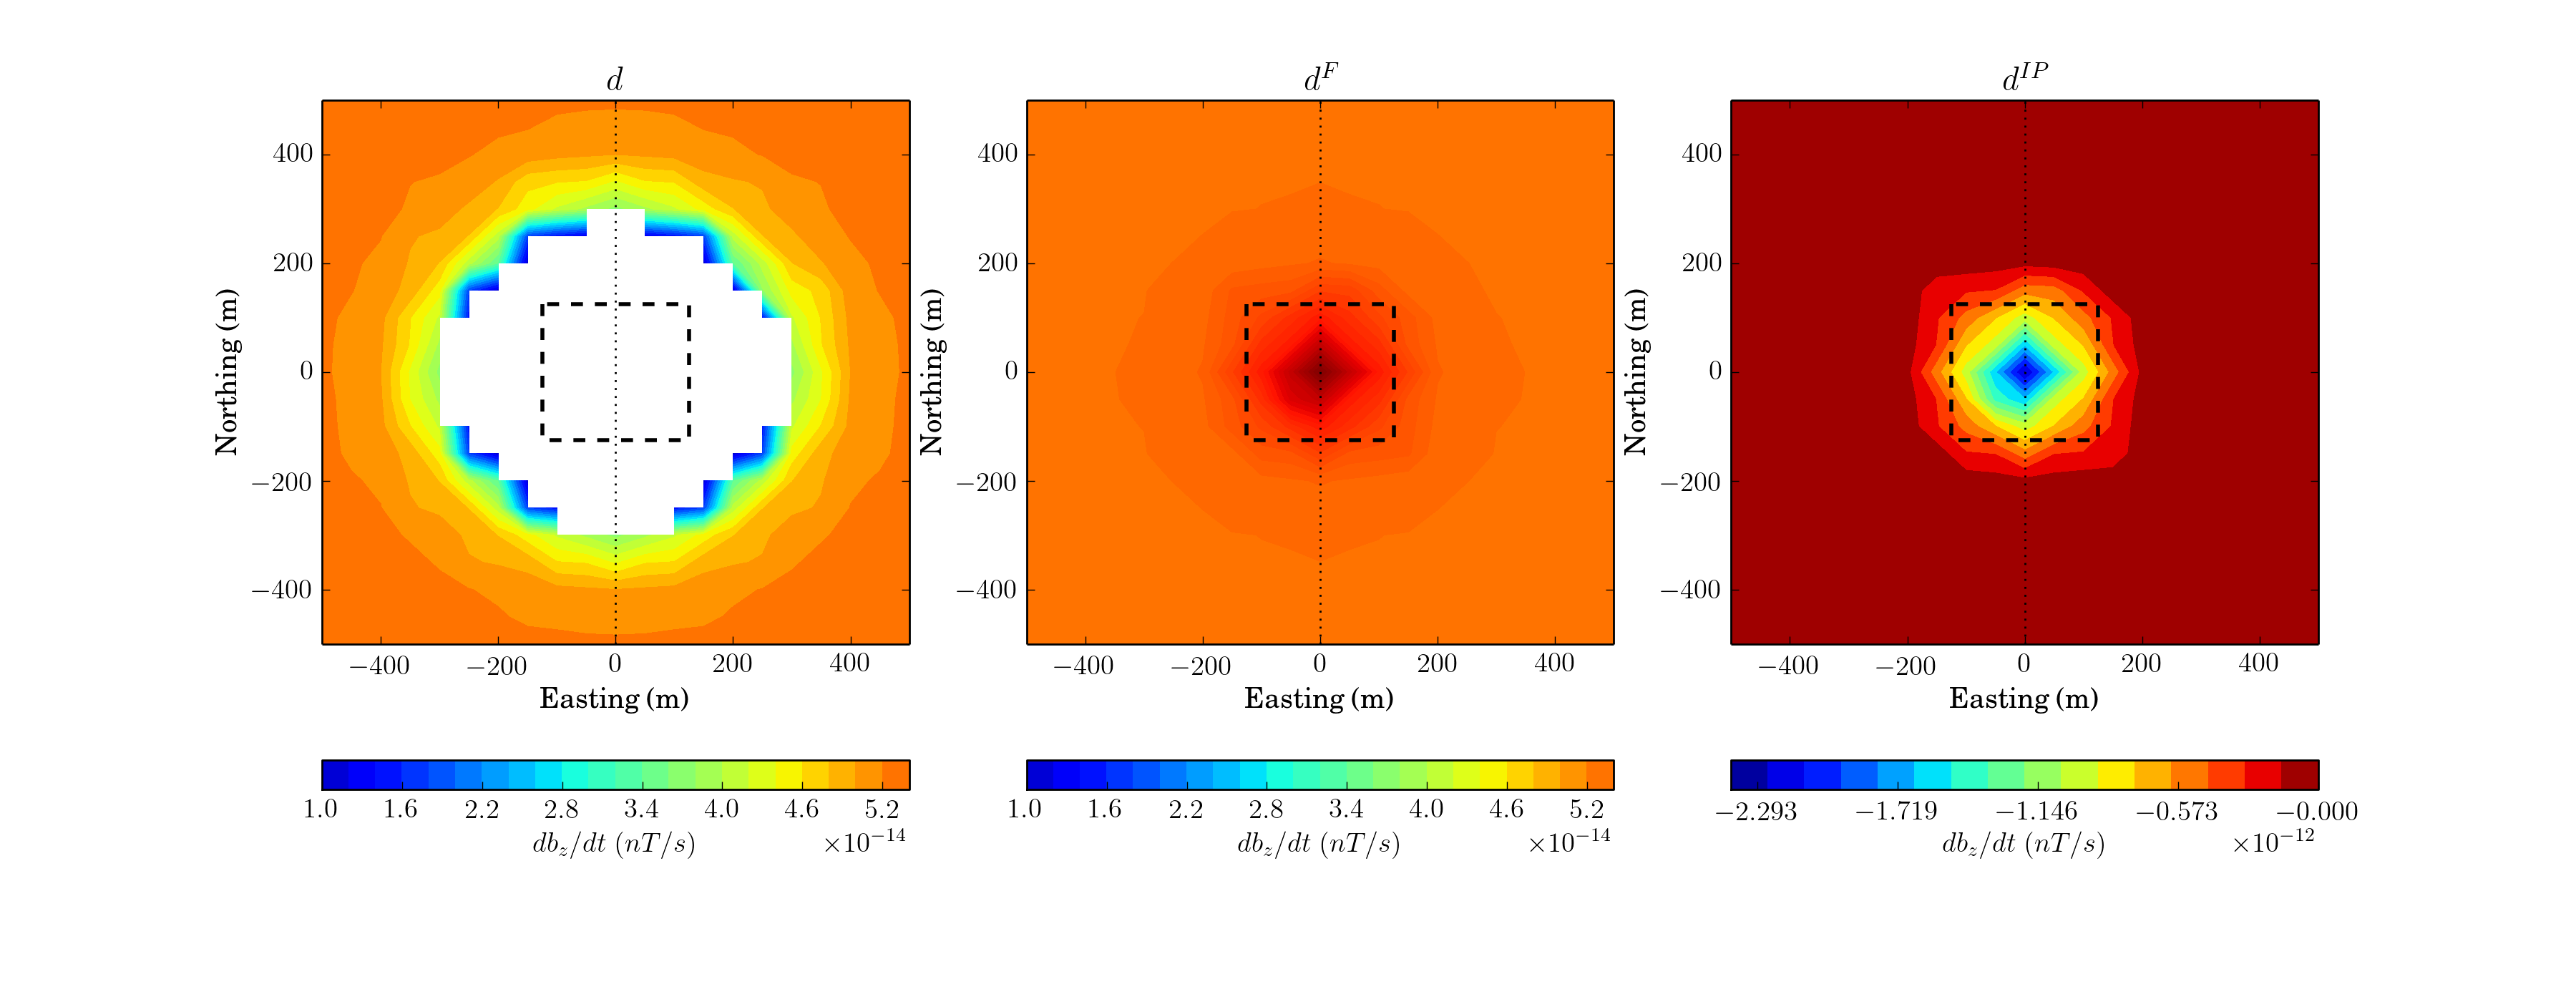 d
400
200
0
−200
−400
Northing (m)
−400 −200 0 200 400
Easting (m)
1.0 1.6 2.2 2.8 3.4 4.0 4.6 5.2
db_z/dt (nT/s) ×10^−14
d^F
400
200
0
−200
−400
Northing (m)
−400 −200 0 200 400
Easting (m)
1.0 1.6 2.2 2.8 3.4 4.0 4.6 5.2
db_z/dt (nT/s) ×10^−14
d^IP
400
200
0
−200
−400
Northing (m)
−400 −200 0 200 400
Easting (m)
−2.293 −1.719 −1.146 −0.573 −0.000
db_z/dt (nT/s) ×10^−12